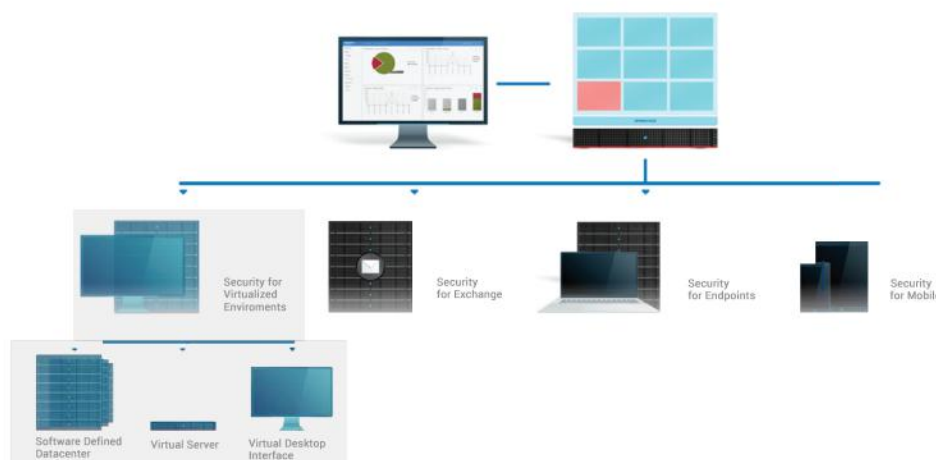 Security for
Virtualized
Enviroments
Security
for Exchange
Security
for Endpoints
Security
for Mobile
Software Defined
Datacenter
Virtual Server
Virtual Desktop
Interface